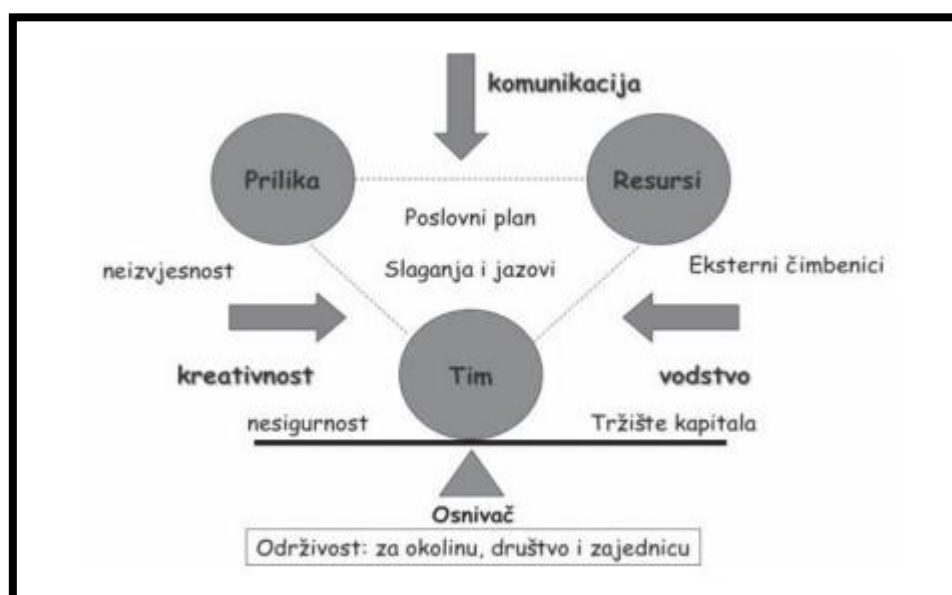 komunikacija
Prilika
Resursi
Poslovni plan
neizvjesnost
Slaganja i jazovi
Eksterni čimbenici
kreativnost
Tim
vodstvo
nesigurnost
Tržište kapitala
Osnivač
Održivost: za okolinu, društvo i zajednicu